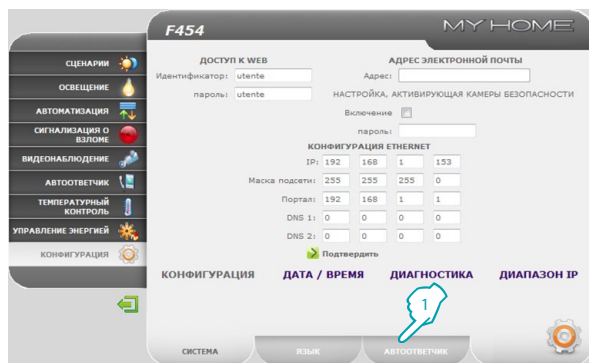 F454
MY HOME
СЦЕНАРИИ
ОСВЕЩЕНИЕ
АВТОМАТИЗАЦИЯ
СИГНАЛИЗАЦИЯ О
ВЗЛОМЕ
ВИДЕОНАБЛЮДЕНИЕ
АВТООТВЕТЧИК
ТЕМПЕРАТУРНЫЙ
КОНТРОЛЬ
УПРАВЛЕНИЕ ЭНЕРГИЕЙ
КОНФИГУРАЦИЯ
ДОСТУП К WEB
Идентификатор: utente
пароль: utente
АДРЕС ЭЛЕКТРОННОЙ ПОЧТЫ
Адрес:
НАСТРОЙКА, АКТИВИРУЮЩАЯ КАМЕРЫ БЕЗОПАСНОСТИ
Включение
пароль:
КОНФИГУРАЦИЯ ETHERNET
IP: 192 168 1 153
Маска подсети: 255 255 255 0
Портал: 192 168 1 1
DNS 1: 0 0 0 0
DNS 2: 0 0 0 0
Подтвердить
КОНФИГУРАЦИЯ ДАТА / ВРЕМЯ ДИАГНОСТИКА ДИАПАЗОН IP
1
СИСТЕМА ЯЗЫК АВТООТВЕТЧИК